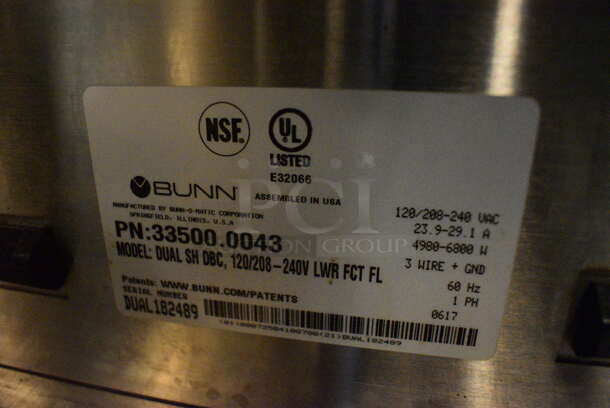 NSF
UL
LISTED
E32066
BUNN
ASSEMBLED IN USA
MANUFACTURED BY BUNN-O-MATIC CORPORATION
SPRINGFIELD, ILLINOIS, U.S.A
PN:33500.0043
MODEL: DUAL SH DBC, 120/208-240V LWR FCT FL
Patents: WWW.BUNN.COM/PATENTS
SERIAL NUMBER
DUAL182489
120/208-240 VAC
23.9-29.1 A
4980-6800 W
3 WIRE + GND
60 Hz
1 PH
0617
PCI
GROUP